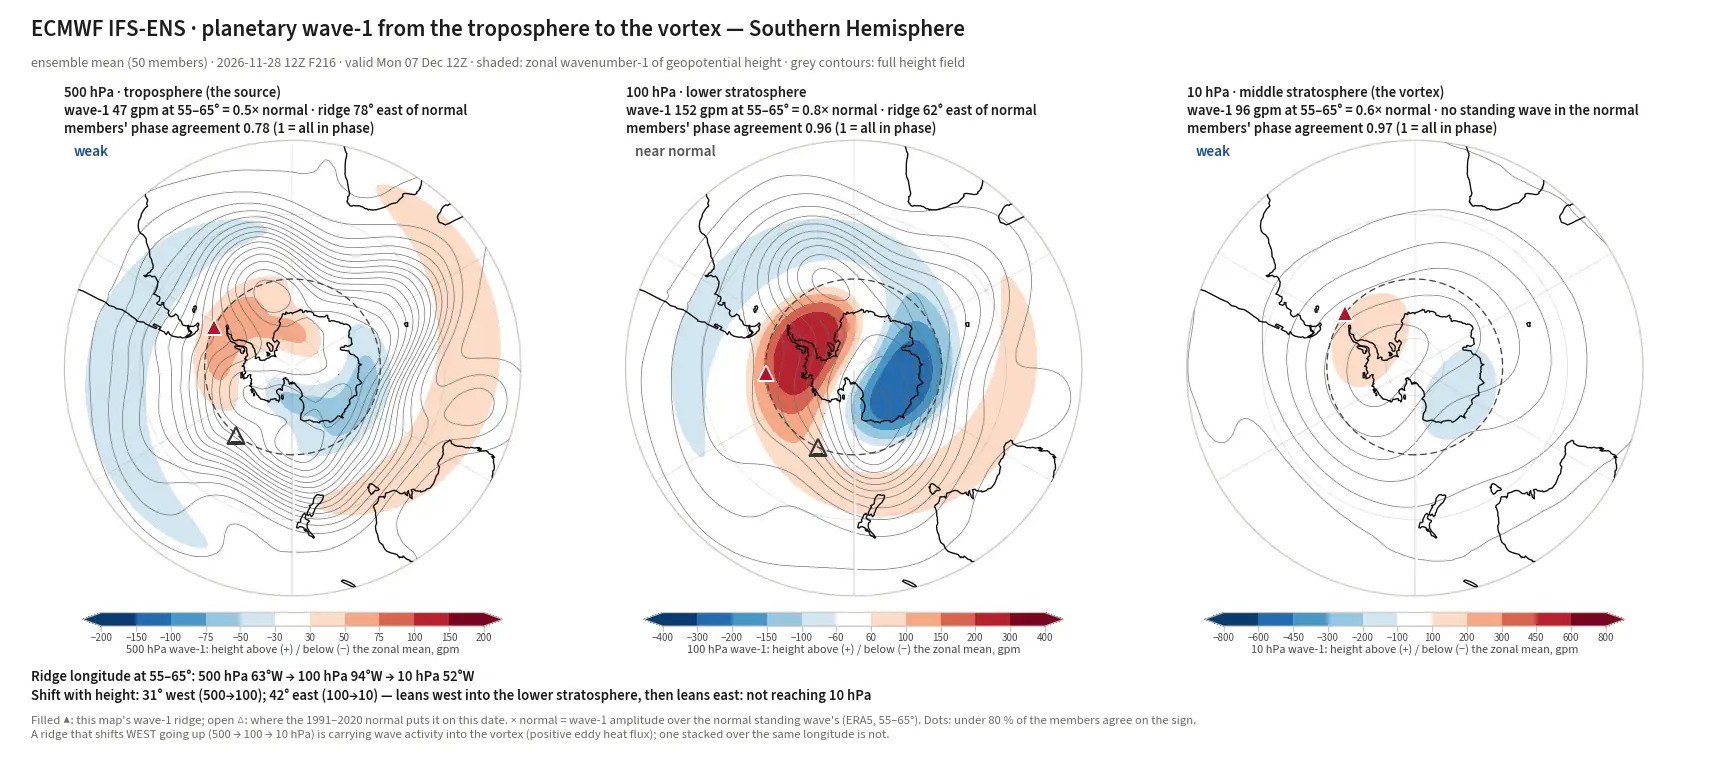 ECMWF IFS-ENS · planetary wave-1 from the troposphere to the vortex — Southern Hemisphere
ensemble mean (50 members) · 2026-11-28 12Z F216 · valid Mon 07 Dec 12Z · shaded: zonal wavenumber-1 of geopotential height · grey contours: full height field
500 hPa · troposphere (the source)
wave-1 47 gpm at 55–65° = 0.5× normal · ridge 78° east of normal
members' phase agreement 0.78 (1 = all in phase)
weak
100 hPa · lower stratosphere
wave-1 152 gpm at 55–65° = 0.8× normal · ridge 62° east of normal
members' phase agreement 0.96 (1 = all in phase)
near normal
10 hPa · middle stratosphere (the vortex)
wave-1 96 gpm at 55–65° = 0.6× normal · no standing wave in the normal
members' phase agreement 0.97 (1 = all in phase)
weak
−200 −150 −100 −75 −50 −30 30 50 75 100 150 200
500 hPa wave-1: height above (+) / below (−) the zonal mean, gpm
−400 −300 −200 −150 −100 −60 60 100 150 200 300 400
100 hPa wave-1: height above (+) / below (−) the zonal mean, gpm
−800 −600 −450 −300 −200 −100 100 200 300 450 600 800
10 hPa wave-1: height above (+) / below (−) the zonal mean, gpm
Ridge longitude at 55–65°: 500 hPa 63°W → 100 hPa 94°W → 10 hPa 52°W
Shift with height: 31° west (500→100); 42° east (100→10) — leans west into the lower stratosphere, then leans east: not reaching 10 hPa
Filled ▲: this map's wave-1 ridge; open △: where the 1991–2020 normal puts it on this date. × normal = wave-1 amplitude over the normal standing wave's (ERA5, 55–65°). Dots: under 80 % of the members agree on the sign.
A ridge that shifts WEST going up (500 → 100 → 10 hPa) is carrying wave activity into the vortex (positive eddy heat flux); one stacked over the same longitude is not.